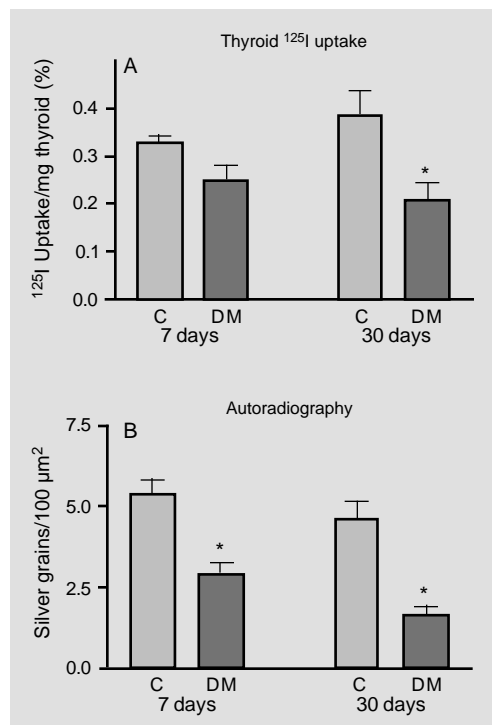 Thyroid ¹²⁵I uptake
A
¹²⁵I Uptake/mg thyroid (%)
0.4
0.3
0.2
0.1
0.0
*
C DM C DM
7 days 30 days
Autoradiography
B
Silver grains/100 µm²
7.5
5.0
2.5
0.0
*
*
C DM C DM
7 days 30 days